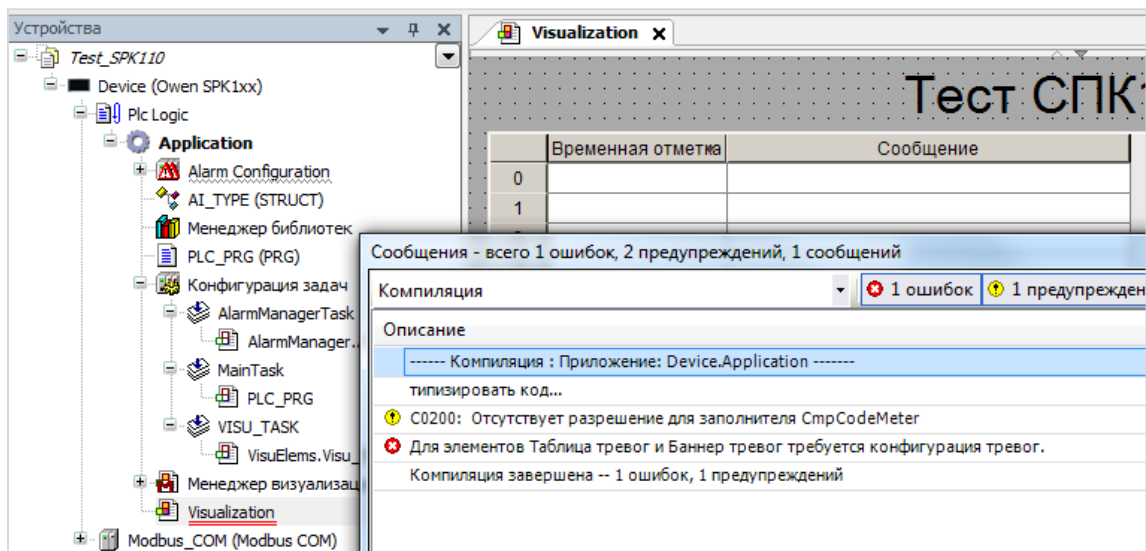 Устройства
Test_SPK110
Device (Owen SPK1xx)
Plc Logic
Application
Alarm Configuration
AI_TYPE (STRUCT)
Менеджер библиотек
PLC_PRG (PRG)
Конфигурация задач
AlarmManagerTask
AlarmManager.
MainTask
PLC_PRG
VISU_TASK
VisuElems.Visu_
Менеджер визуализац
Visualization
Modbus_COM (Modbus COM)
Visualization
Тест СПК1
Временная отметка Сообщение
0
1
Сообщения - всего 1 ошибок, 2 предупреждений, 1 сообщений
Компиляция 1 ошибок 1 предупрежден
Описание
------ Компиляция : Приложение: Device.Application -------
типизировать код...
C0200: Отсутствует разрешение для заполнителя CmpCodeMeter
Для элементов Таблица тревог и Баннер тревог требуется конфигурация тревог.
Компиляция завершена -- 1 ошибок, 1 предупреждений